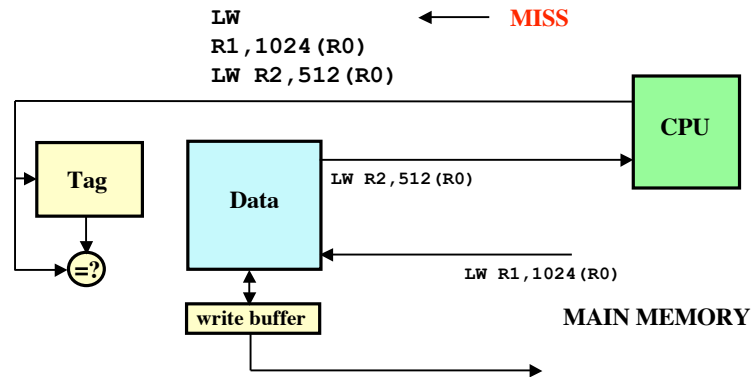 LW MISS
R1,1024(R0)
LW R2,512(R0)
CPU
Tag
Data
LW R2,512(R0)
=?
LW R1,1024(R0)
write buffer
MAIN MEMORY